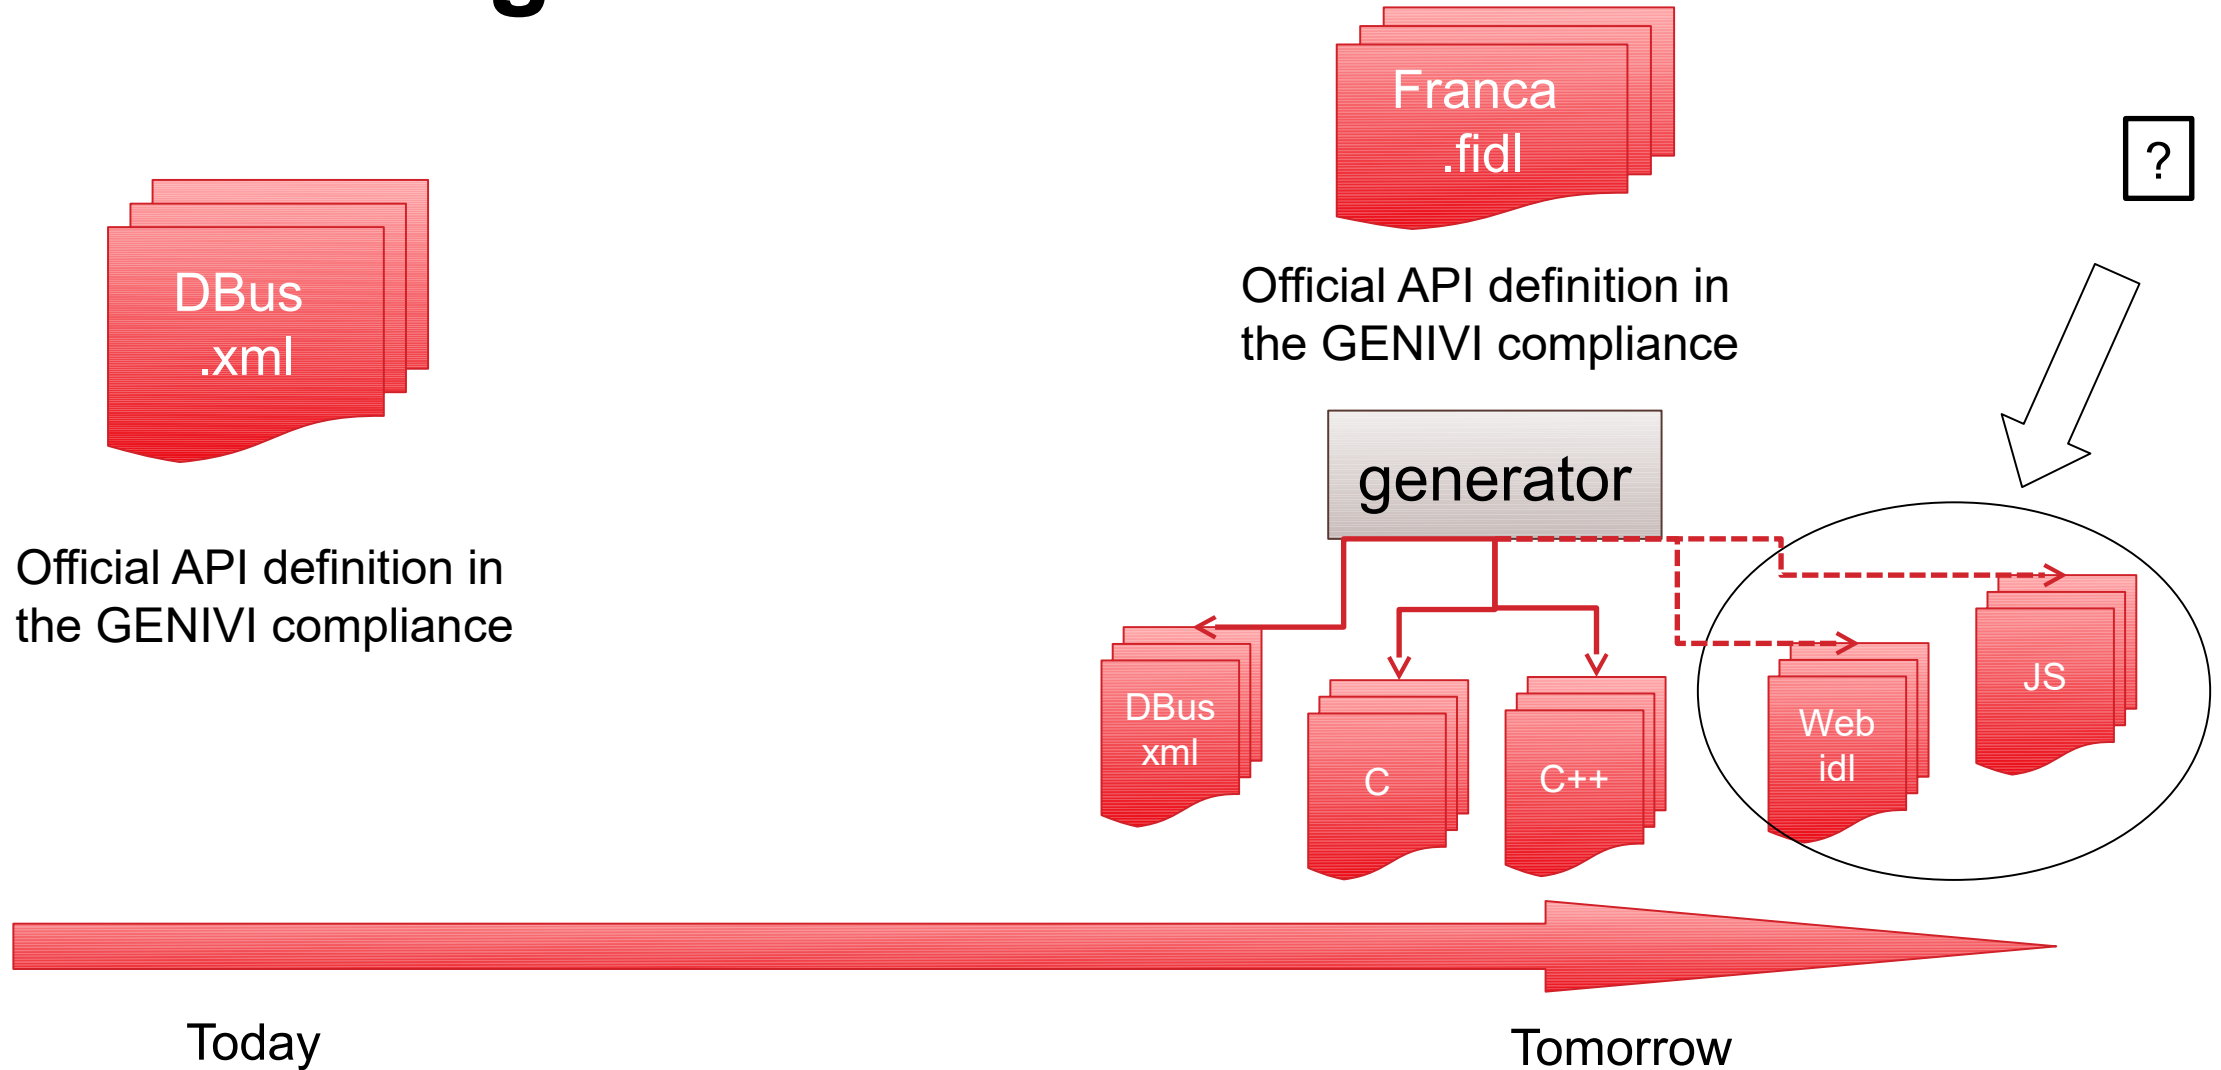 Franca
.fidl
?
DBus
.xml
Official API definition in
the GENIVI compliance
generator
Official API definition in
the GENIVI compliance
DBus
xml
C
C++
Web
idl
JS
Today
Tomorrow